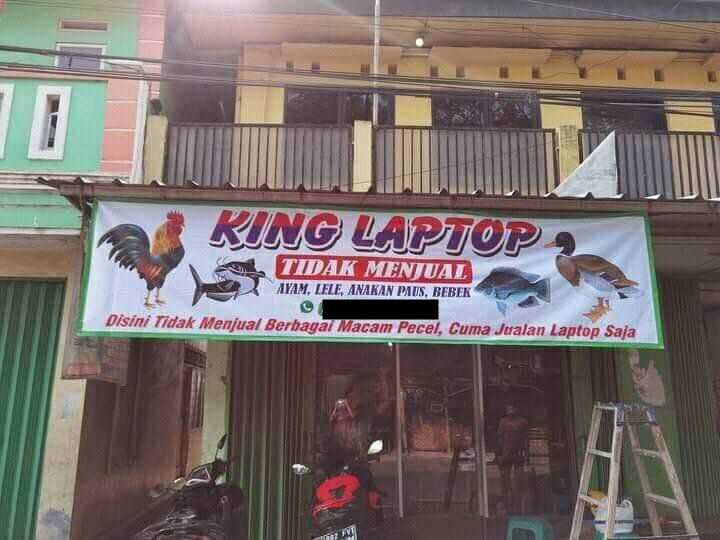 KING LAPTOP
TIDAK MENJUAL
AYAM, LELE, ANAKAN PAUS, BEBEK
Disini Tidak Menjual Berbagai Macam Pecel, Cuma Jualan Laptop Saja